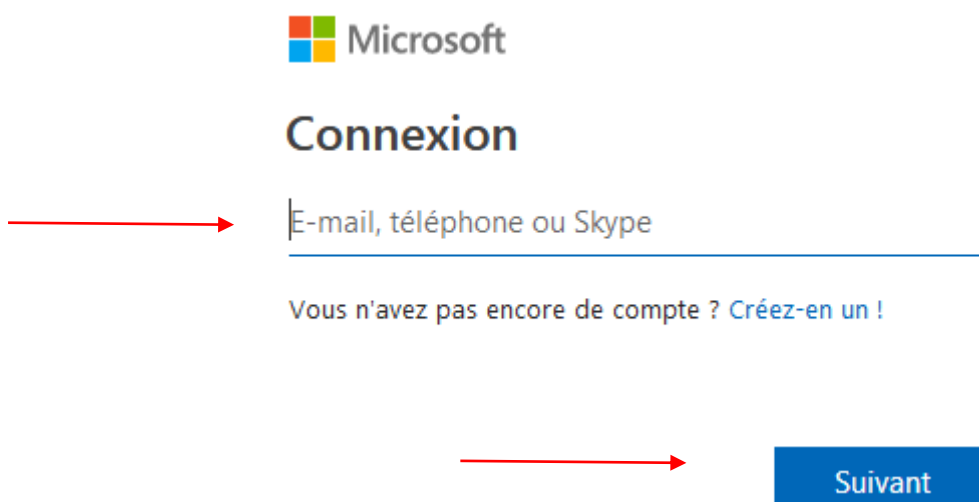 Microsoft
Connexion
E-mail, téléphone ou Skype
Vous n'avez pas encore de compte ? Créez-en un !
Suivant